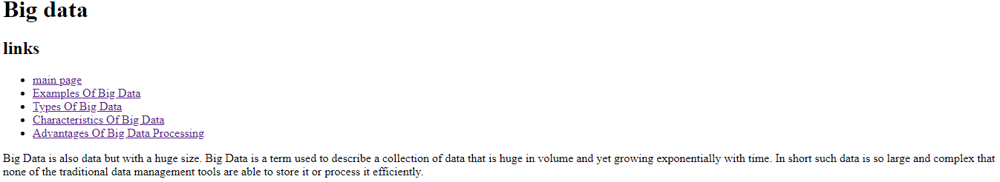 Big data
links
main page
Examples Of Big Data
Types Of Big Data
Characteristics Of Big Data
Advantages Of Big Data Processing
Big Data is also data but with a huge size. Big Data is a term used to describe a collection of data that is huge in volume and yet growing exponentially with time. In short such data is so large and complex that
none of the traditional data management tools are able to store it or process it efficiently.